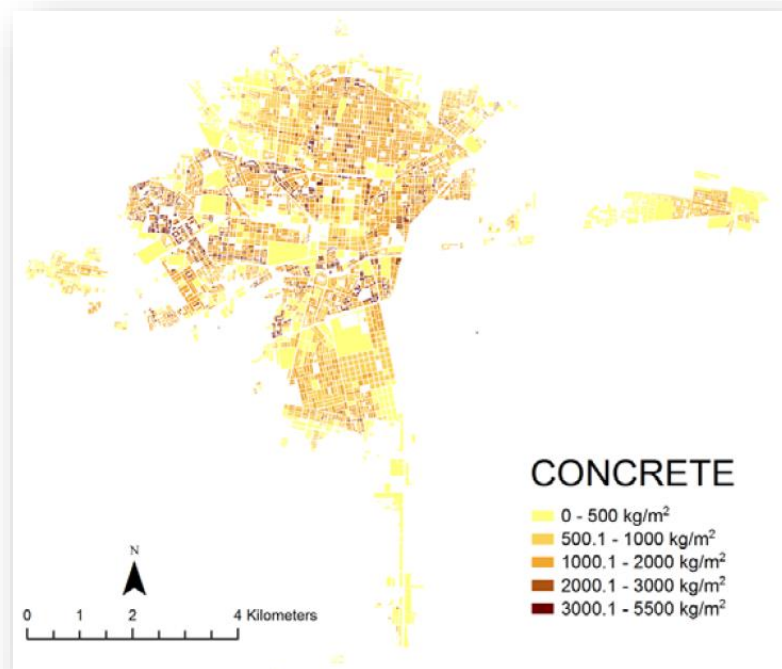 CONCRETE
0 - 500 kg/m²
500.1 - 1000 kg/m²
1000.1 - 2000 kg/m²
2000.1 - 3000 kg/m²
3000.1 - 5500 kg/m²
N
0 2 4 Kilometers